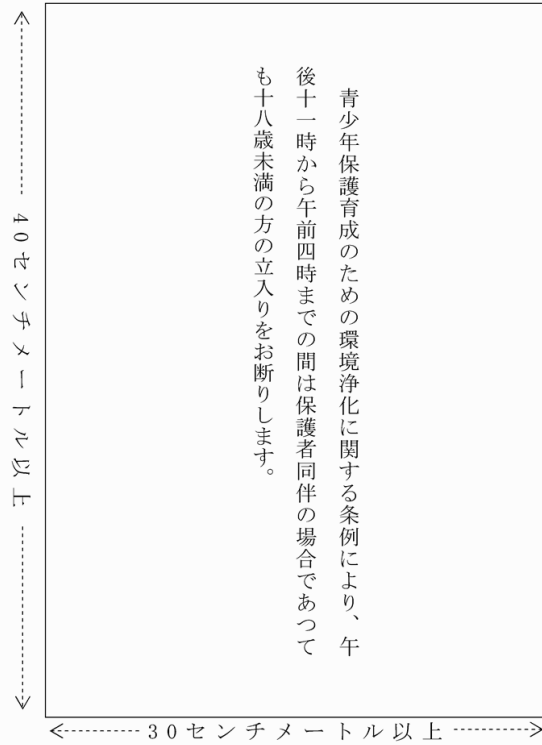 青少年保護育成のための環境浄化に関する条例により、午
後十一時から午前四時までの間は保護者同伴の場合であつて
も十八歳未満の方の立入りをお断りします。
40センチメートル以上
30センチメートル以上